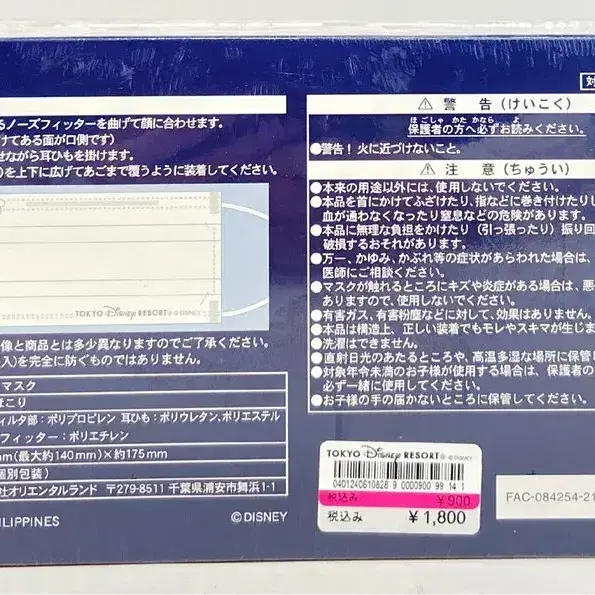 対
るノーズフィッターを曲げて顔に合わせます。
けてある面が口側です)
せながら耳ひもを掛けます。
)を上下に広げてあごまで覆うように装着してください。
TOKYO Disney RESORT® ©DISNEY
像と商品とは多少異なりますのでご了承ください。
入)を完全に防ぐものではありません。
マスク
ほこり
ィルタ部:ポリプロピレン 耳ひも:ポリウレタン、ポリエステル
フィッター:ポリエチレン
mm(最大約140mm)×約175mm
個別包装)
社オリエンタルランド 〒279-8511 千葉県浦安市舞浜1-1
ILIPPINES
©DISNEY
⚠ 警 告(けいこく)
ほごしゃ かた かなら よ
保護者の方へ必ずお読みください。
●警告!火に近づけないこと。
⚠ 注 意(ちゅうい)
●本来の用途以外には、使用しないでください。
●本品を首にかけてふざけたり、指などに巻き付けたりし
血が通わなくなったり窒息などの危険があります。
●本品に無理な負担をかけたり(引っ張ったり)振り回
破損するおそれがあります。
●万一、かゆみ、かぶれ等の症状があらわれた場合は、
医師にご相談ください。
●マスクが触れるところにキズや炎症がある場合は、悪
ありますので、使用しないでください。
●有害ガス、有害粉塵などに対して、効果はありません。
●本品は構造上、正しい装着でもモレやスキマが生じま
●洗濯はできません。
●直射日光のあたるところや、高温多湿な場所に保管し
●対象年令未満のお子様が使用する場合は、保護者の
必ず一緒に使用してください。
●お子様の手の届かないところに保管してください。
TOKYO Disney RESORT® ©DISNEY
0401240610828 9 0000900 99 14 1
税込み ¥900
税込み ¥1,800
FAC-084254-21